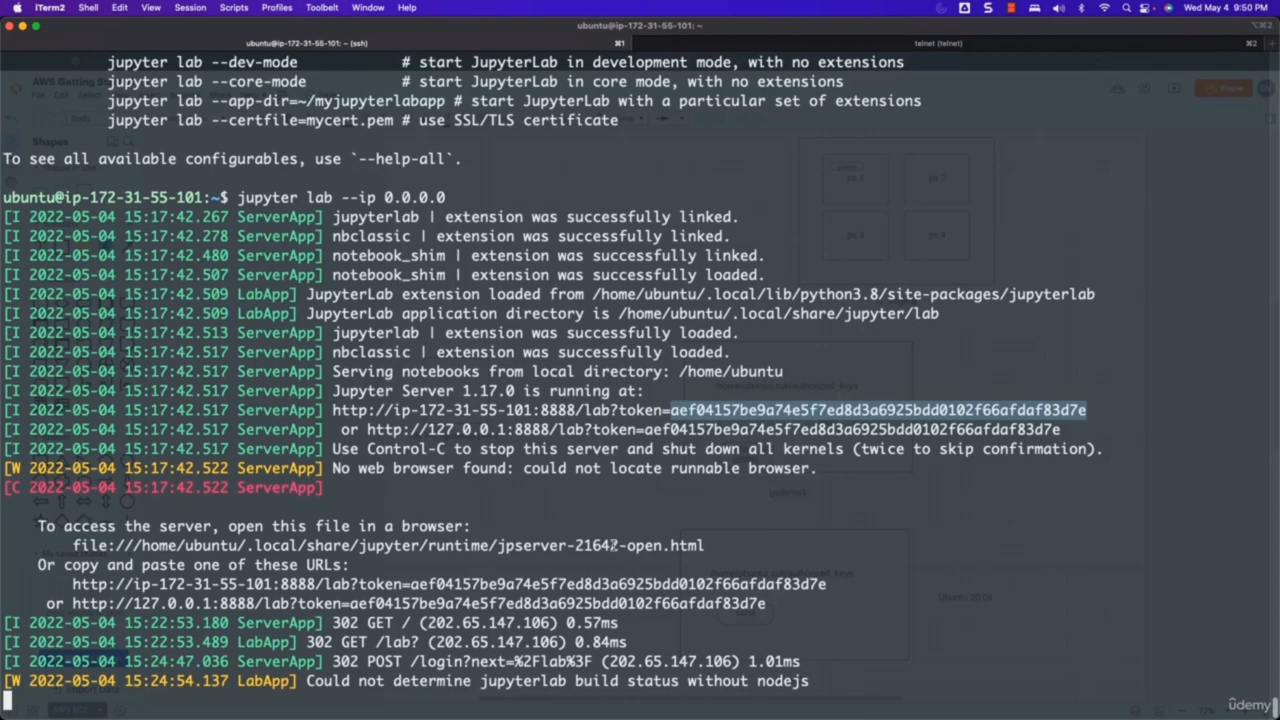 iTerm2 Shell Edit View Session Scripts Profiles Toolbelt Window Help Wed May 4 9:50 PM
ubuntu@ip-172-31-55-101: ~
ubuntu@ip-172-31-55-101: ~ (ssh) ⌘1 telnet (telnet) ⌘2
jupyter lab --dev-mode # start JupyterLab in development mode, with no extensions
jupyter lab --core-mode # start JupyterLab in core mode, with no extensions
jupyter lab --app-dir=~/myjupyterlabapp # start JupyterLab with a particular set of extensions
jupyter lab --certfile=mycert.pem # use SSL/TLS certificate
To see all available configurables, use `--help-all`.
ubuntu@ip-172-31-55-101:~$ jupyter lab --ip 0.0.0.0
[I 2022-05-04 15:17:42.267 ServerApp] jupyterlab | extension was successfully linked.
[I 2022-05-04 15:17:42.278 ServerApp] nbclassic | extension was successfully linked.
[I 2022-05-04 15:17:42.480 ServerApp] notebook_shim | extension was successfully linked.
[I 2022-05-04 15:17:42.507 ServerApp] notebook_shim | extension was successfully loaded.
[I 2022-05-04 15:17:42.509 LabApp] JupyterLab extension loaded from /home/ubuntu/.local/lib/python3.8/site-packages/jupyterlab
[I 2022-05-04 15:17:42.509 LabApp] JupyterLab application directory is /home/ubuntu/.local/share/jupyter/lab
[I 2022-05-04 15:17:42.513 ServerApp] jupyterlab | extension was successfully loaded.
[I 2022-05-04 15:17:42.517 ServerApp] nbclassic | extension was successfully loaded.
[I 2022-05-04 15:17:42.517 ServerApp] Serving notebooks from local directory: /home/ubuntu
[I 2022-05-04 15:17:42.517 ServerApp] Jupyter Server 1.17.0 is running at:
[I 2022-05-04 15:17:42.517 ServerApp] http://ip-172-31-55-101:8888/lab?token=aef04157be9a74e5f7ed8d3a6925bdd0102f66afdaf83d7e
[I 2022-05-04 15:17:42.517 ServerApp] or http://127.0.0.1:8888/lab?token=aef04157be9a74e5f7ed8d3a6925bdd0102f66afdaf83d7e
[I 2022-05-04 15:17:42.517 ServerApp] Use Control-C to stop this server and shut down all kernels (twice to skip confirmation).
[W 2022-05-04 15:17:42.522 ServerApp] No web browser found: could not locate runnable browser.
[C 2022-05-04 15:17:42.522 ServerApp]
To access the server, open this file in a browser:
file:///home/ubuntu/.local/share/jupyter/runtime/jpserver-21642-open.html
Or copy and paste one of these URLs:
http://ip-172-31-55-101:8888/lab?token=aef04157be9a74e5f7ed8d3a6925bdd0102f66afdaf83d7e
or http://127.0.0.1:8888/lab?token=aef04157be9a74e5f7ed8d3a6925bdd0102f66afdaf83d7e
[I 2022-05-04 15:22:53.180 ServerApp] 302 GET / (202.65.147.106) 0.57ms
[I 2022-05-04 15:22:53.489 LabApp] 302 GET /lab? (202.65.147.106) 0.84ms
[I 2022-05-04 15:24:47.036 ServerApp] 302 POST /login?next=%2Flab%3F (202.65.147.106) 1.01ms
[W 2022-05-04 15:24:54.137 LabApp] Could not determine jupyterlab build status without nodejs
Shapes
Ubuntu 20.04
udemy